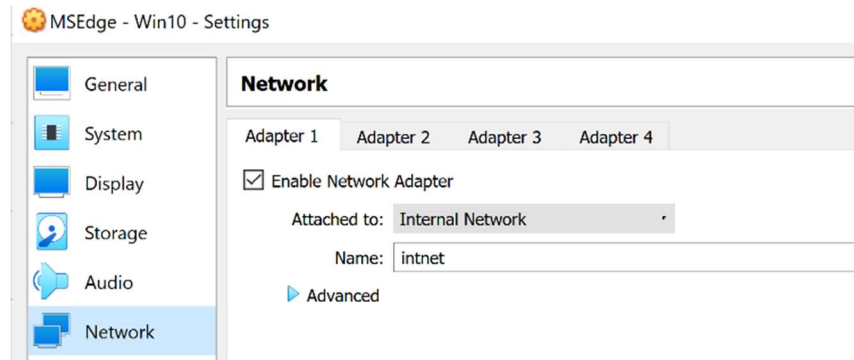 MSEdge - Win10 - Settings
General
System
Display
Storage
Audio
Network
Network
Adapter 1 Adapter 2 Adapter 3 Adapter 4
Enable Network Adapter
Attached to: Internal Network
Name: intnet
Advanced